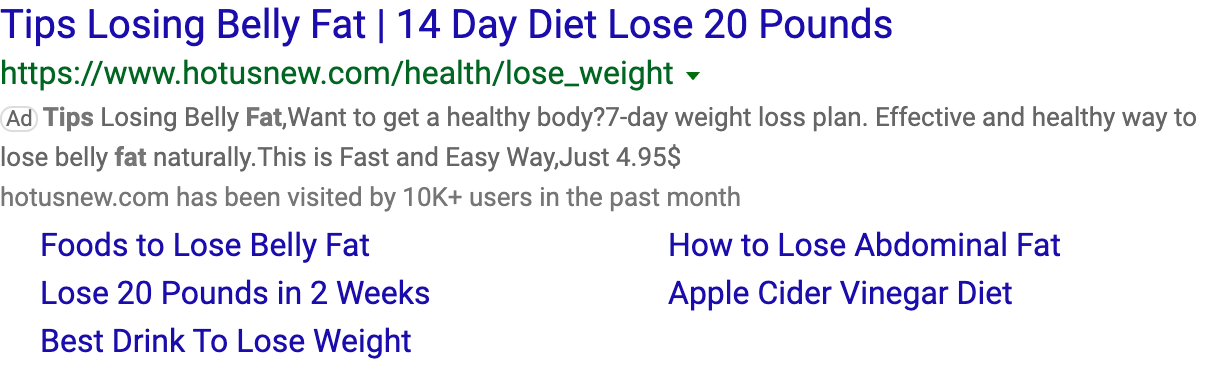 Tips Losing Belly Fat | 14 Day Diet Lose 20 Pounds
https://www.hotusnew.com/health/lose_weight
Ad Tips Losing Belly Fat,Want to get a healthy body?7-day weight loss plan. Effective and healthy way to
lose belly fat naturally.This is Fast and Easy Way,Just 4.95$
hotusnew.com has been visited by 10K+ users in the past month
Foods to Lose Belly Fat
How to Lose Abdominal Fat
Lose 20 Pounds in 2 Weeks
Apple Cider Vinegar Diet
Best Drink To Lose Weight